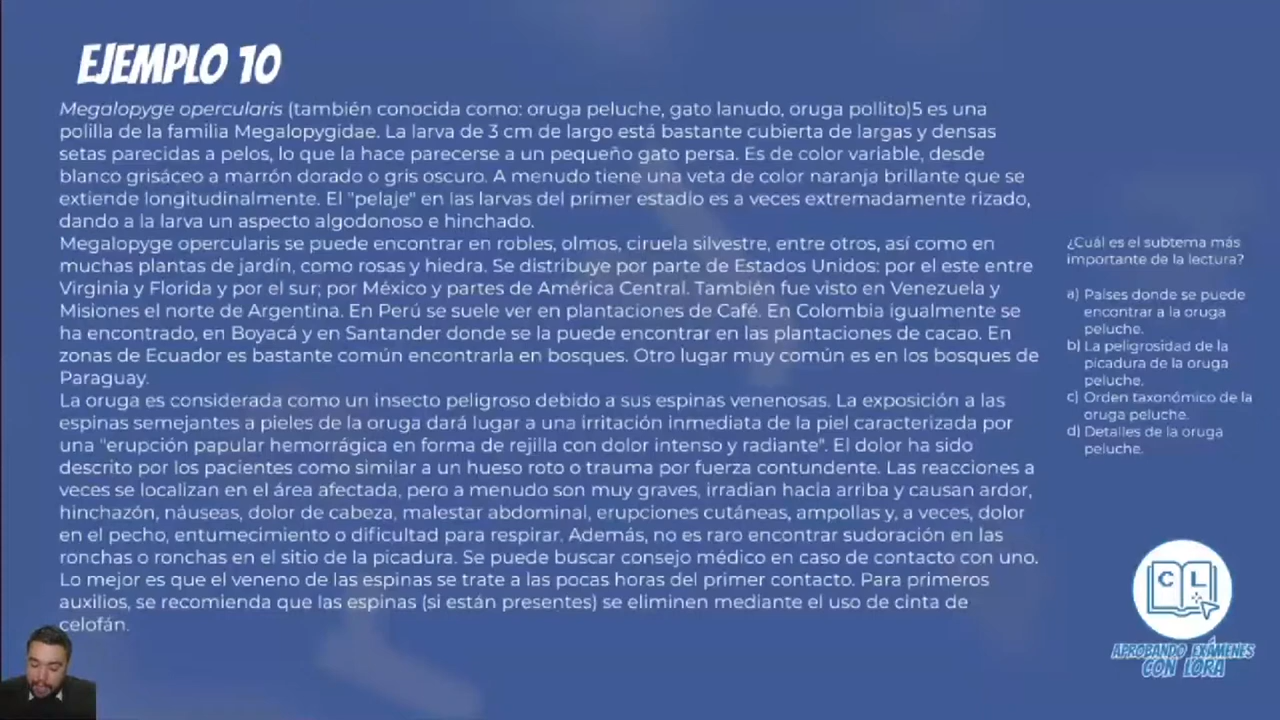 EJEMPLO 10
Megalopyge opercularis (también conocida como: oruga peluche, gato lanudo, oruga pollito)5 es una
polilla de la familia Megalopygidae. La larva de 3 cm de largo está bastante cubierta de largas y densas
setas parecidas a pelos, lo que la hace parecerse a un pequeño gato persa. Es de color variable, desde
blanco grisáceo a marrón dorado o gris oscuro. A menudo tiene una veta de color naranja brillante que se
extiende longitudinalmente. El "pelaje" en las larvas del primer estadio es a veces extremadamente rizado,
dando a la larva un aspecto algodonoso e hinchado.
Megalopyge opercularis se puede encontrar en robles, olmos, ciruela silvestre, entre otros, así como en
muchas plantas de jardín, como rosas y hiedra. Se distribuye por parte de Estados Unidos: por el este entre
Virginia y Florida y por el sur; por México y partes de América Central. También fue visto en Venezuela y
Misiones el norte de Argentina. En Perú se suele ver en plantaciones de Café. En Colombia igualmente se
ha encontrado, en Boyacá y en Santander donde se la puede encontrar en las plantaciones de cacao. En
zonas de Ecuador es bastante común encontrarla en bosques. Otro lugar muy común es en los bosques de
Paraguay.
La oruga es considerada como un insecto peligroso debido a sus espinas venenosas. La exposición a las
espinas semejantes a pieles de la oruga dará lugar a una irritación inmediata de la piel caracterizada por
una "erupción papular hemorrágica en forma de rejilla con dolor intenso y radiante". El dolor ha sido
descrito por los pacientes como similar a un hueso roto o trauma por fuerza contundente. Las reacciones a
veces se localizan en el área afectada, pero a menudo son muy graves, irradian hacia arriba y causan ardor,
hinchazón, náuseas, dolor de cabeza, malestar abdominal, erupciones cutáneas, ampollas y, a veces, dolor
en el pecho, entumecimiento o dificultad para respirar. Además, no es raro encontrar sudoración en las
ronchas o ronchas en el sitio de la picadura. Se puede buscar consejo médico en caso de contacto con uno.
Lo mejor es que el veneno de las espinas se trate a las pocas horas del primer contacto. Para primeros
auxilios, se recomienda que las espinas (si están presentes) se eliminen mediante el uso de cinta de
celofán.
¿Cuál es el subtema más
importante de la lectura?
a) Países donde se puede
encontrar a la oruga
peluche.
b) La peligrosidad de la
picadura de la oruga
peluche.
c) Orden taxonómico de la
oruga peluche.
d) Detalles de la oruga
peluche.
C L
APROBANDO EXÁMENES
CON LORA